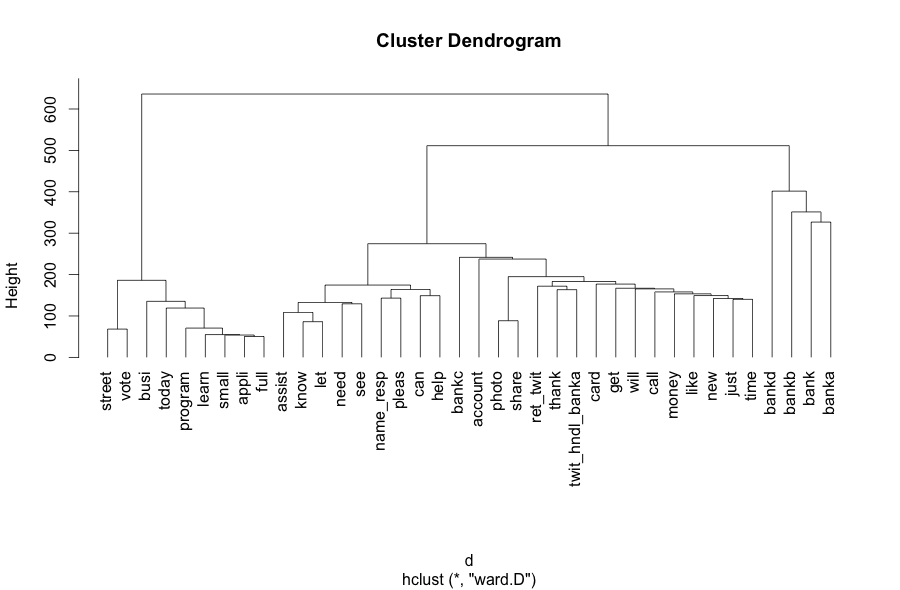 Cluster Dendrogram
Height
600
500
400
300
200
100
0
street
vote
busi
today
program
learn
small
appli
full
assist
know
let
need
see
name_resp
pleas
can
help
bankc
account
photo
share
ret_twit
thank
twit_hndl_banka
card
get
will
call
money
like
new
just
time
bankd
bankb
bank
banka
d
hclust (*, "ward.D")